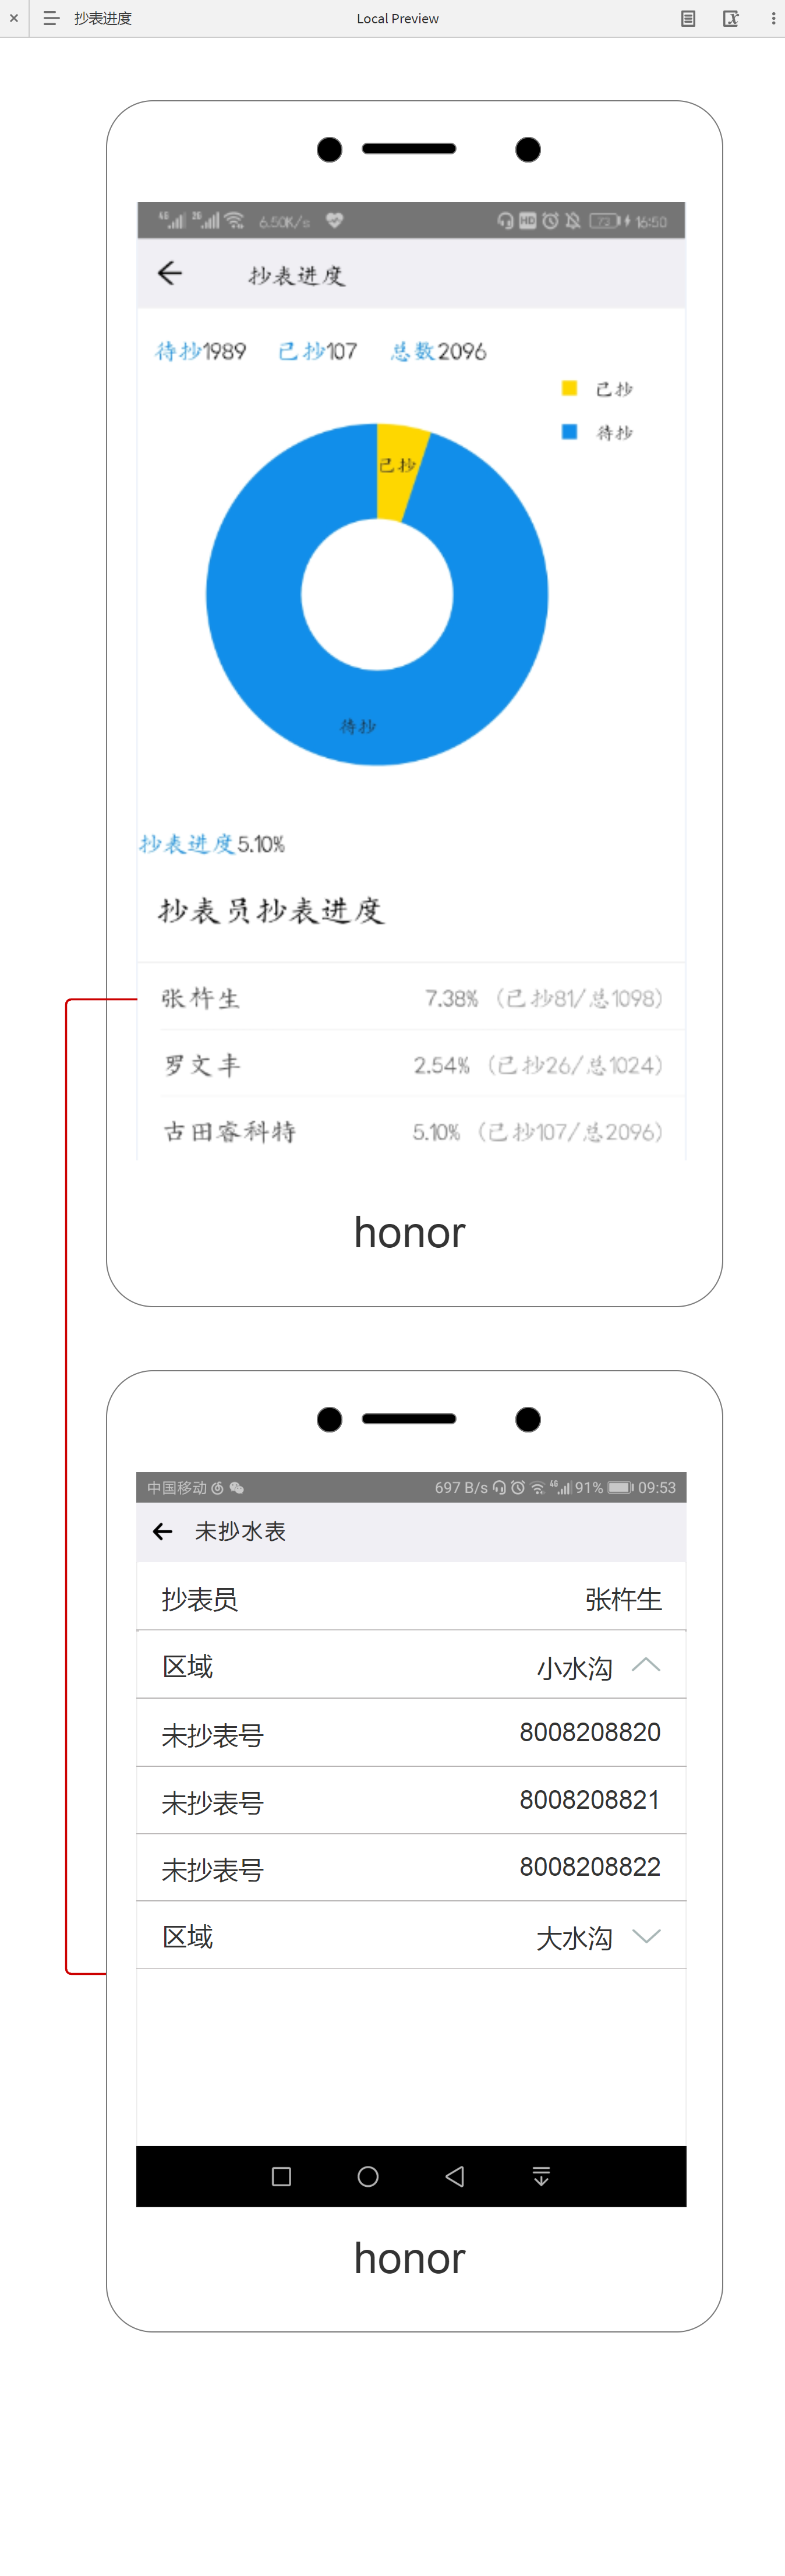 抄表进度
Local Preview
4G 2G 6.50K/s HD 73 16:50
抄表进度
待抄1989 已抄107 总数2096
已抄
待抄
已抄
待抄
抄表进度5.10%
抄表员抄表进度
张杵生 7.38% (已抄81/总1098)
罗文丰 2.54% (已抄26/总1024)
古田睿科特 5.10% (已抄107/总2096)
honor
中国移动 697 B/s 4G 91% 09:53
未抄水表
抄表员 张杵生
区域 小水沟
未抄表号 8008208820
未抄表号 8008208821
未抄表号 8008208822
区域 大水沟
honor